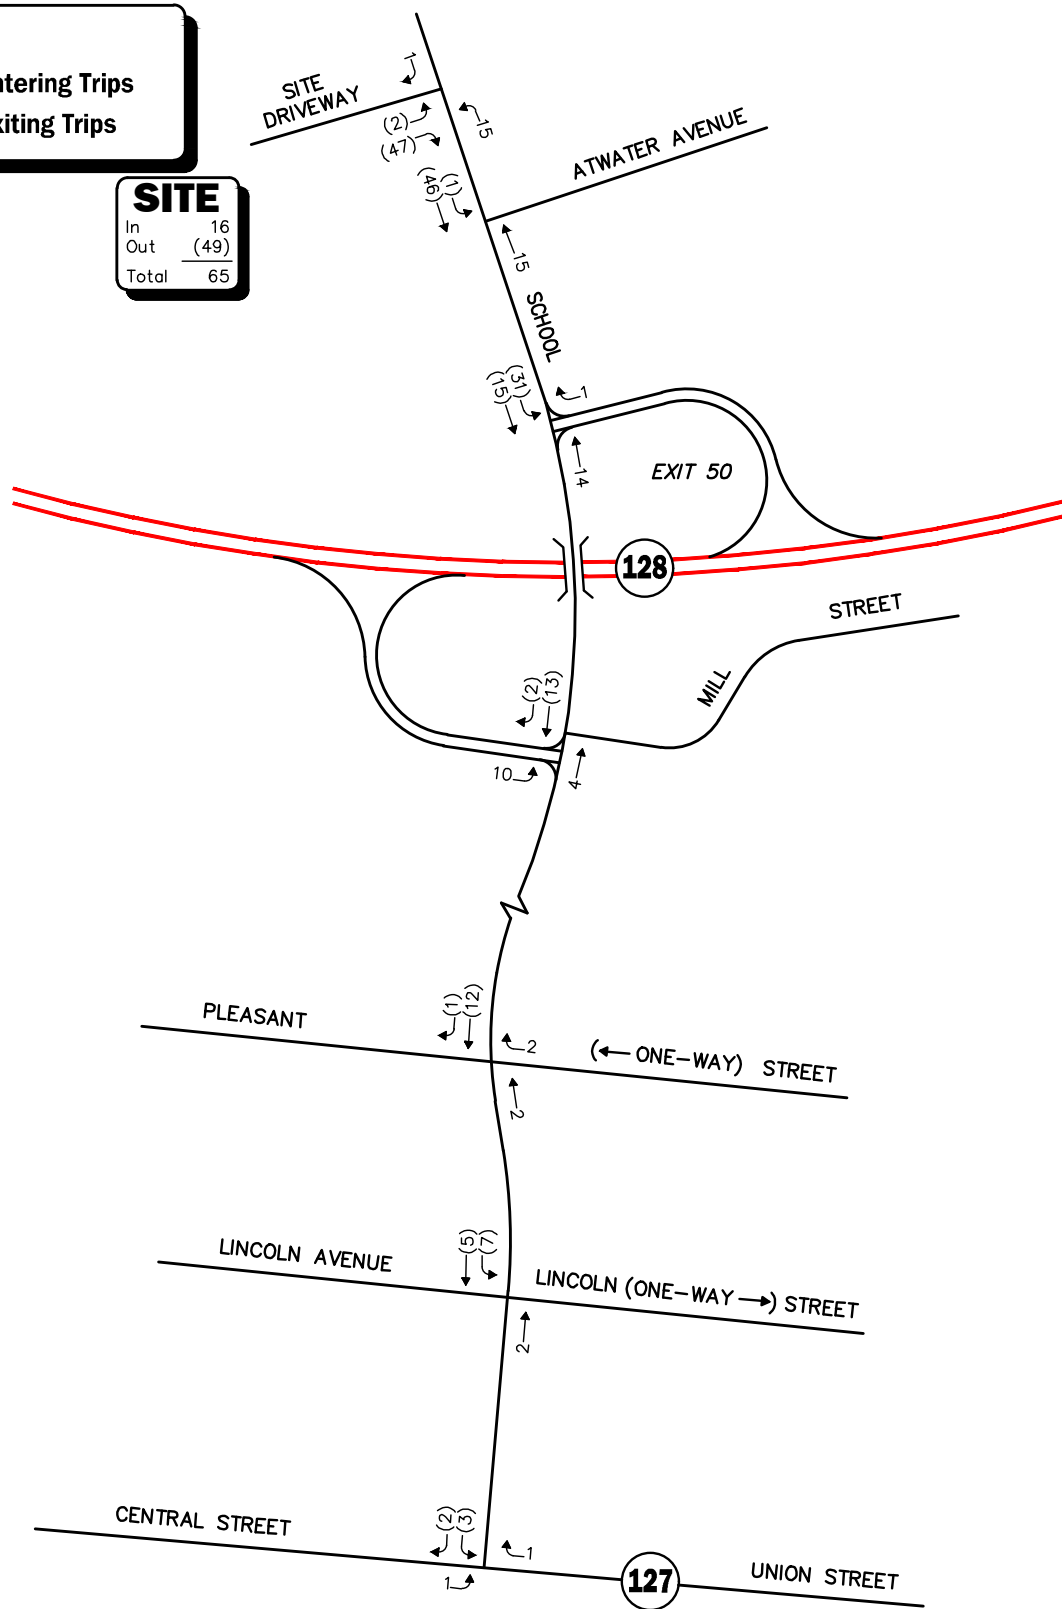 ntering Trips
xiting Trips
SITE
In 16
Out (49)
Total 65
1
SITE
DRIVEWAY
(2)
(47)
15
ATWATER AVENUE
(46)
(1)
15
SCHOOL
(15)
(31)
1
14
EXIT 50
128
STREET
MILL
(2)
(13)
10
4
PLEASANT
(1)
(12)
2
(← ONE-WAY) STREET
2
LINCOLN AVENUE
(5)
(7)
LINCOLN (ONE-WAY →) STREET
2
CENTRAL STREET
(2)
(3)
1
1
127
UNION STREET